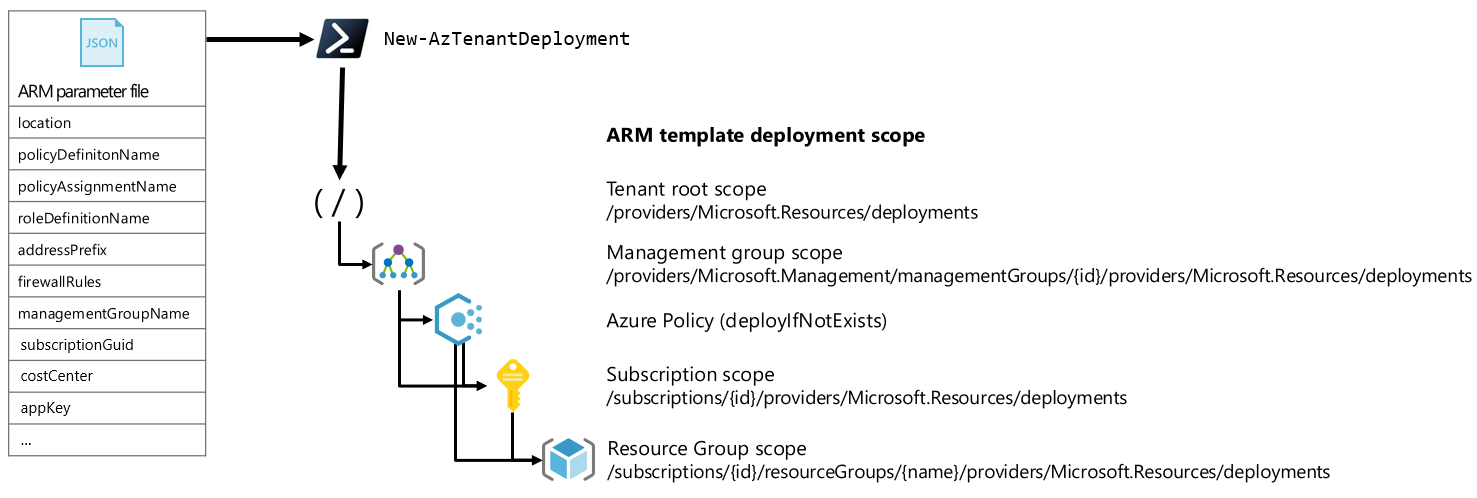 JSON
ARM parameter file
location
policyDefinitonName
policyAssignmentName
roleDefinitionName
addressPrefix
firewallRules
managementGroupName
subscriptionGuid
costCenter
appKey
...
New-AzTenantDeployment
(/)
ARM template deployment scope
Tenant root scope
/providers/Microsoft.Resources/deployments
Management group scope
/providers/Microsoft.Management/managementGroups/{id}/providers/Microsoft.Resources/deployments
Azure Policy (deployIfNotExists)
Subscription scope
/subscriptions/{id}/providers/Microsoft.Resources/deployments
Resource Group scope
/subscriptions/{id}/resourceGroups/{name}/providers/Microsoft.Resources/deployments